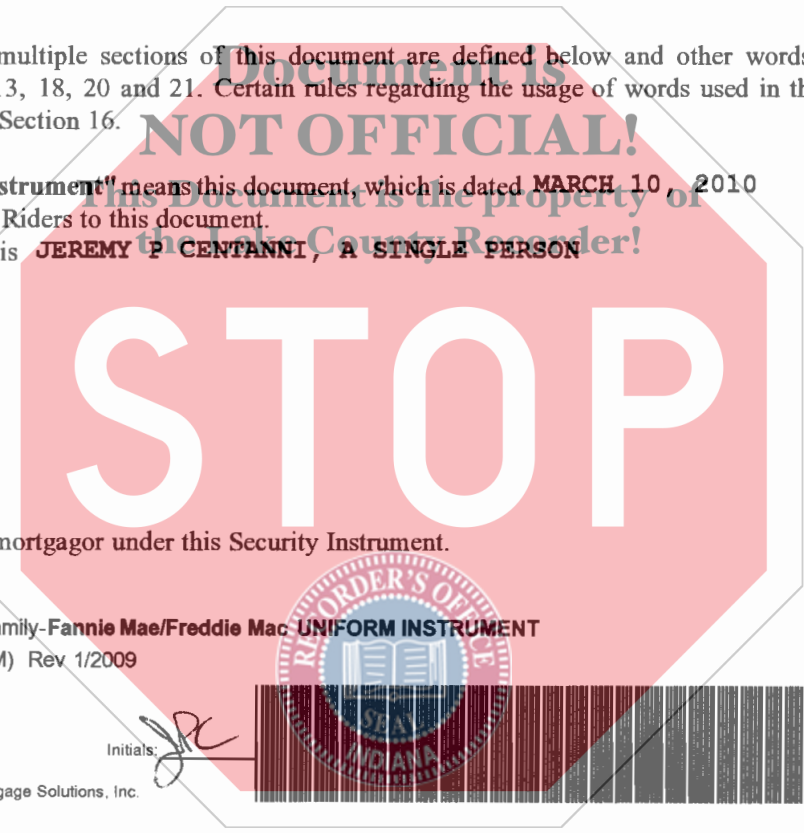 multiple sections of this document are defined below and other words
Document is
13, 18, 20 and 21. Certain rules regarding the usage of words used in th
Section 16.
NOT OFFICIAL!
strument" means this document, which is dated MARCH 10, 2010
This Document is the property of
Riders to this document.
is JEREMY P CENTANNI, A SINGLE PERSON
the Lake County Recorder!
STOP
mortgagor under this Security Instrument.
RECORDER'S OFFICE
SEAL
INDIANA
mily-Fannie Mae/Freddie Mac UNIFORM INSTRUMENT
M) Rev 1/2009
Initials: JPC
gage Solutions, Inc.